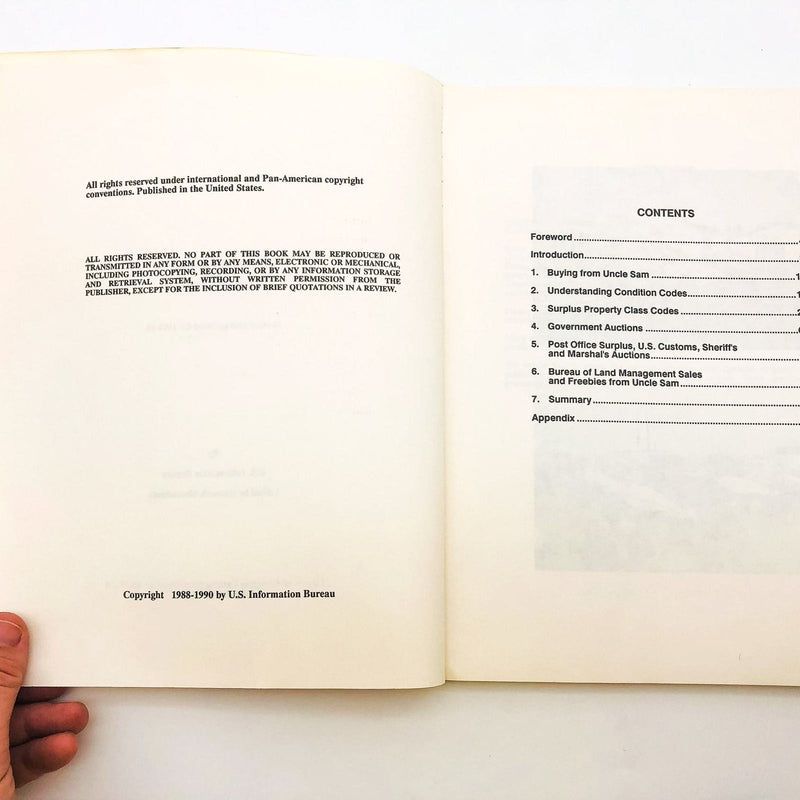 All rights reserved under international and Pan-American copyright
conventions. Published in the United States.
ALL RIGHTS RESERVED. NO PART OF THIS BOOK MAY BE REPRODUCED OR
TRANSMITTED IN ANY FORM OR BY ANY MEANS, ELECTRONIC OR MECHANICAL,
INCLUDING PHOTOCOPYING, RECORDING, OR BY ANY INFORMATION STORAGE
AND RETRIEVAL SYSTEM, WITHOUT WRITTEN PERMISSION FROM THE
PUBLISHER, EXCEPT FOR THE INCLUSION OF BRIEF QUOTATIONS IN A REVIEW.
Copyright 1988-1990 by U.S. Information Bureau
CONTENTS
Foreword
Introduction
1. Buying from Uncle Sam
2. Understanding Condition Codes
3. Surplus Property Class Codes
4. Government Auctions
5. Post Office Surplus, U.S. Customs, Sheriff's
and Marshal's Auctions
6. Bureau of Land Management Sales
and Freebies from Uncle Sam
7. Summary
Appendix